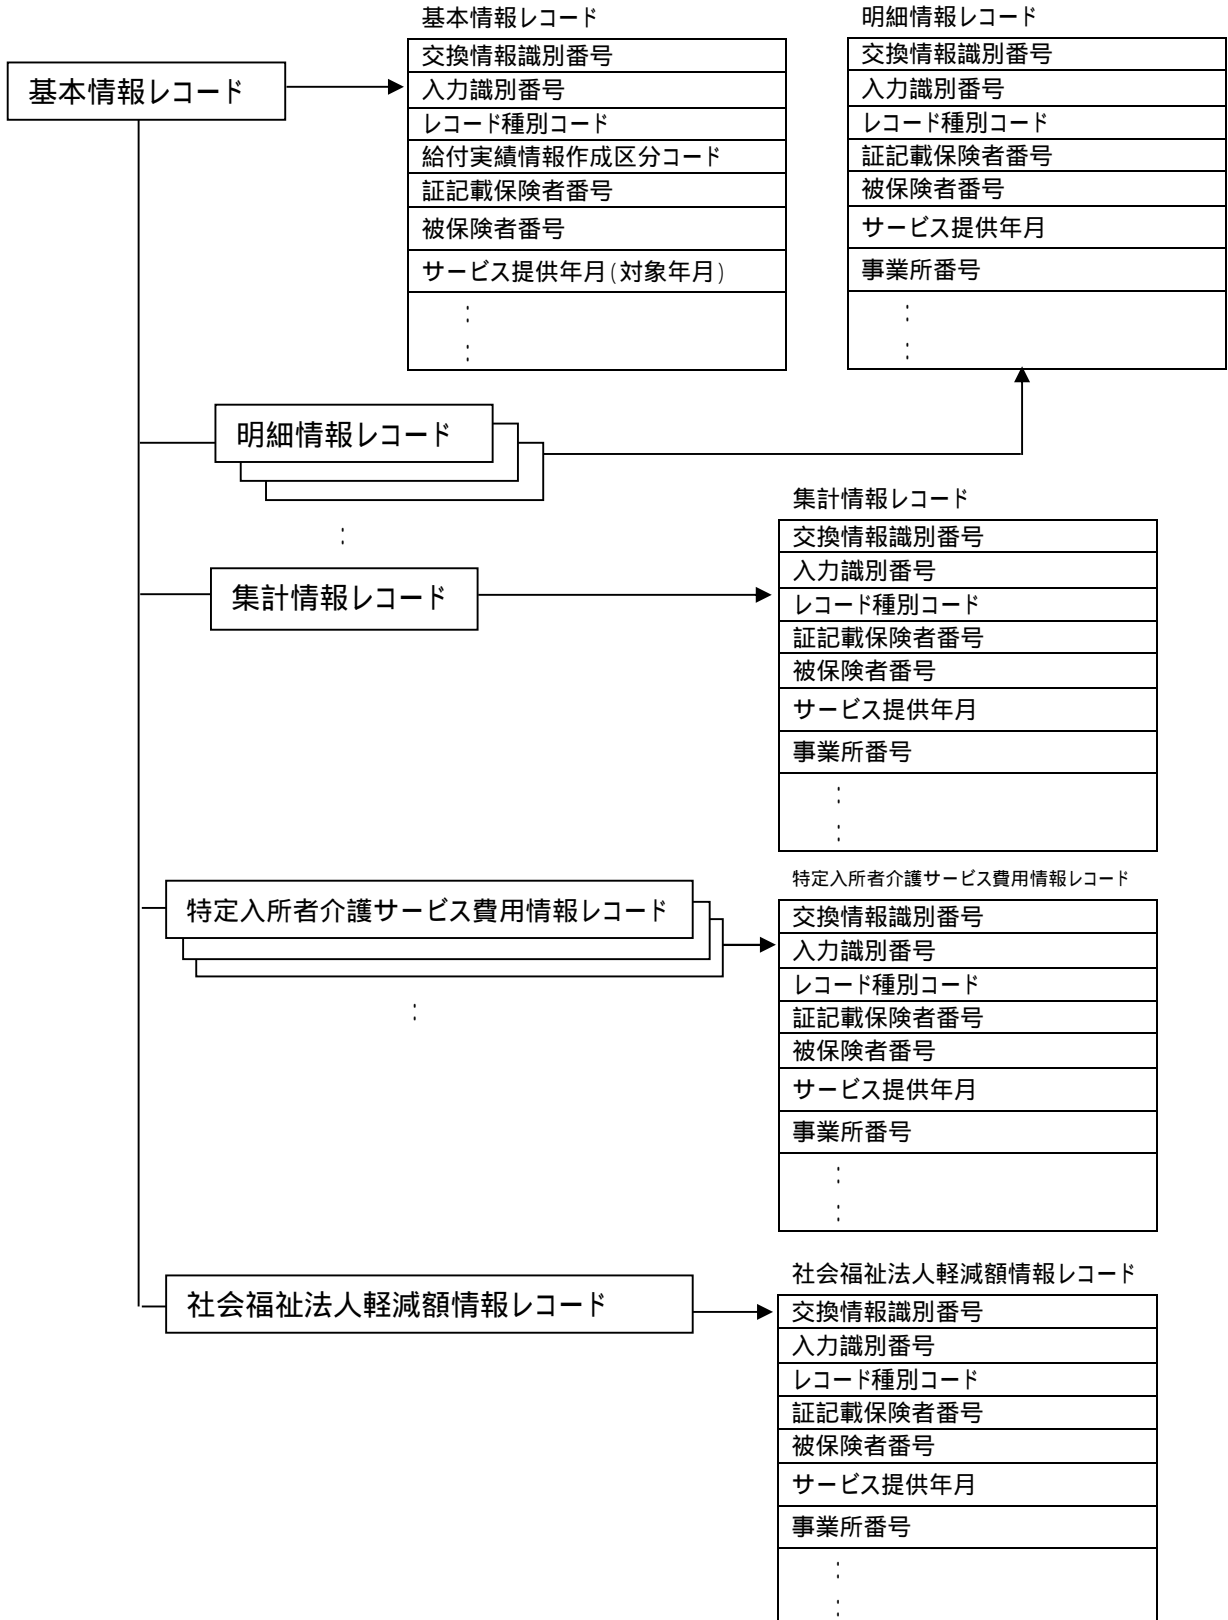 基本情報レコード
基本情報レコード
交換情報識別番号
入力識別番号
レコード種別コード
給付実績情報作成区分コード
証記載保険者番号
被保険者番号
サービス提供年月(対象年月)
:
:
明細情報レコード
交換情報識別番号
入力識別番号
レコード種別コード
証記載保険者番号
被保険者番号
サービス提供年月
事業所番号
:
:
明細情報レコード
:
集計情報レコード
集計情報レコード
交換情報識別番号
入力識別番号
レコード種別コード
証記載保険者番号
被保険者番号
サービス提供年月
事業所番号
:
:
特定入所者介護サービス費用情報レコード
:
特定入所者介護サービス費用情報レコード
交換情報識別番号
入力識別番号
レコード種別コード
証記載保険者番号
被保険者番号
サービス提供年月
事業所番号
:
:
社会福祉法人軽減額情報レコード
社会福祉法人軽減額情報レコード
交換情報識別番号
入力識別番号
レコード種別コード
証記載保険者番号
被保険者番号
サービス提供年月
事業所番号
:
: